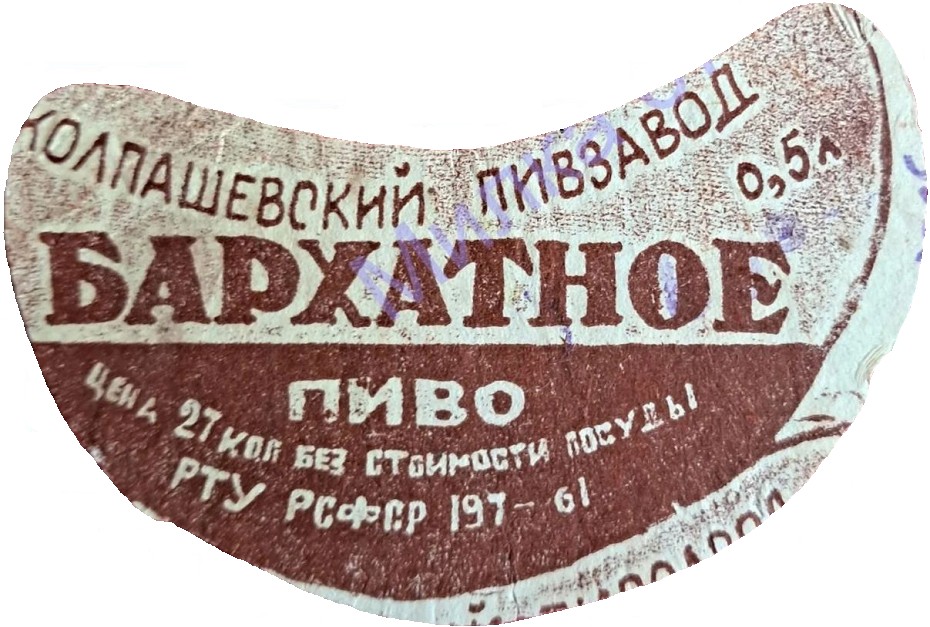 КОЛПАШЕВСКИЙ ПИВЗАВОД
0,5л
БАРХАТНОЕ
ПИВО
ЦЕНА 27 КОП БЕЗ СТОИМОСТИ ПОСУДЫ
РТУ РСФСР 197-61